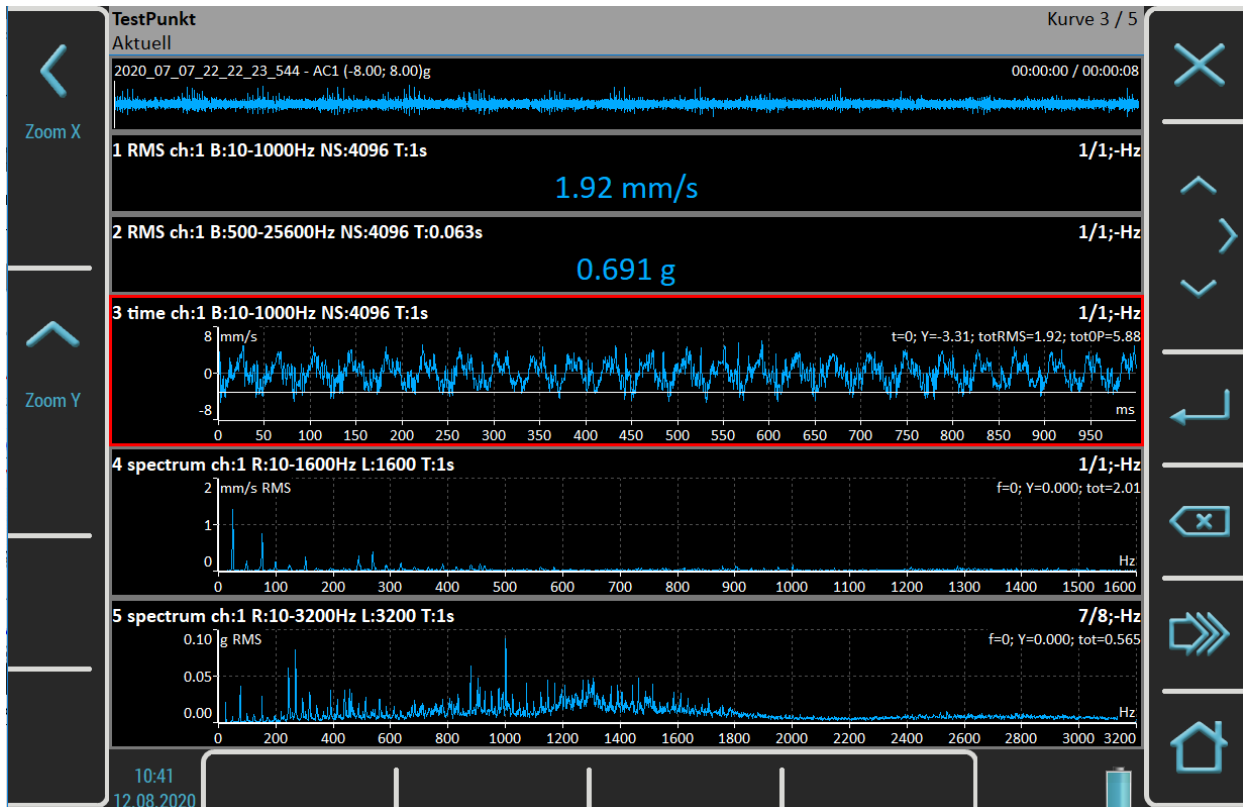 TestPunkt
Kurve 3 / 5
Aktuell
2020_07_07_22_22_23_544 - AC1 (-8.00; 8.00)g
00:00:00 / 00:00:08
Zoom X
1 RMS ch:1 B:10-1000Hz NS:4096 T:1s
1/1;-Hz
1.92 mm/s
2 RMS ch:1 B:500-25600Hz NS:4096 T:0.063s
1/1;-Hz
0.691 g
3 time ch:1 B:10-1000Hz NS:4096 T:1s
1/1;-Hz
8 mm/s
t=0; Y=-3.31; totRMS=1.92; tot0P=5.88
0
Zoom Y
-8
ms
0 50 100 150 200 250 300 350 400 450 500 550 600 650 700 750 800 850 900 950
4 spectrum ch:1 R:10-1600Hz L:1600 T:1s
1/1;-Hz
2 mm/s RMS
f=0; Y=0.000; tot=2.01
1
0
Hz
0 100 200 300 400 500 600 700 800 900 1000 1100 1200 1300 1400 1500 1600
5 spectrum ch:1 R:10-3200Hz L:3200 T:1s
7/8;-Hz
0.10 g RMS
f=0; Y=0.000; tot=0.565
0.05
0.00
Hz
0 200 400 600 800 1000 1200 1400 1600 1800 2000 2200 2400 2600 2800 3000 3200
10:41
12.08.2020